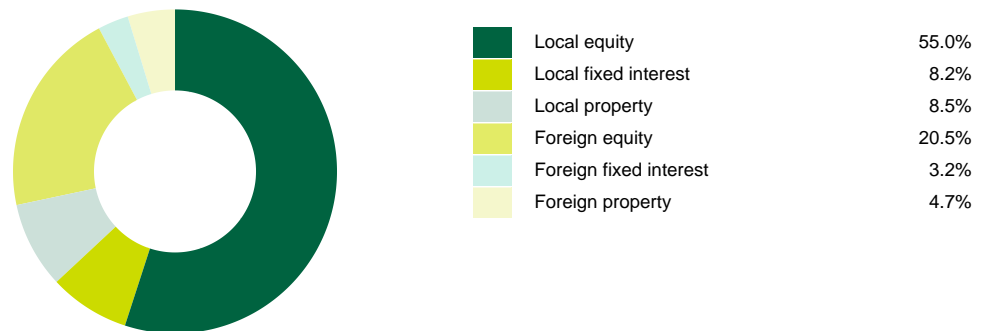 Local equity 55.0%
Local fixed interest 8.2%
Local property 8.5%
Foreign equity 20.5%
Foreign fixed interest 3.2%
Foreign property 4.7%